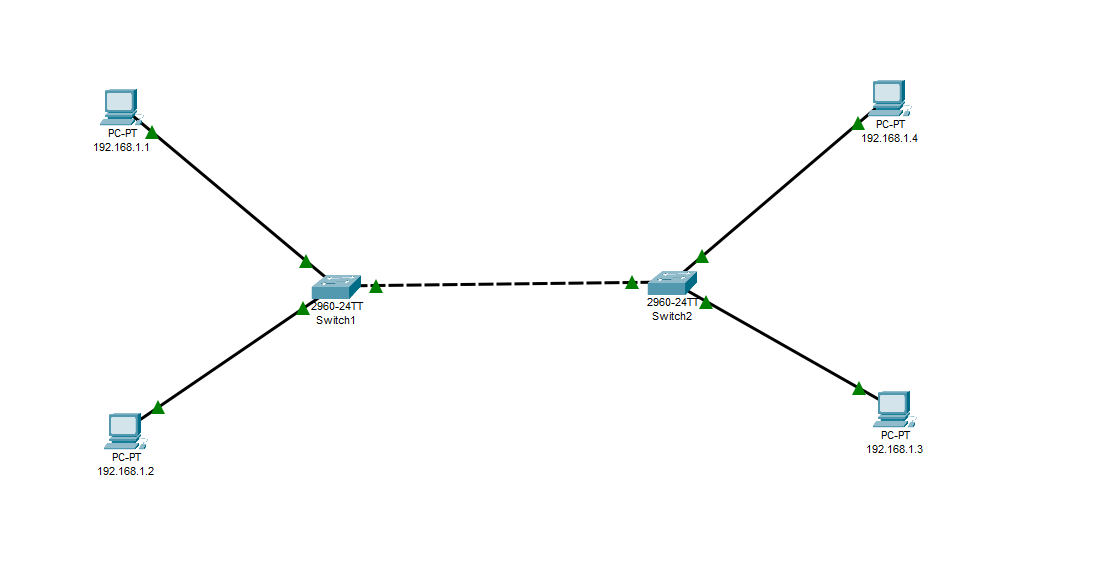 PC-PT
192.168.1.1
PC-PT
192.168.1.4
2960-24TT
Switch1
2960-24TT
Switch2
PC-PT
192.168.1.2
PC-PT
192.168.1.3